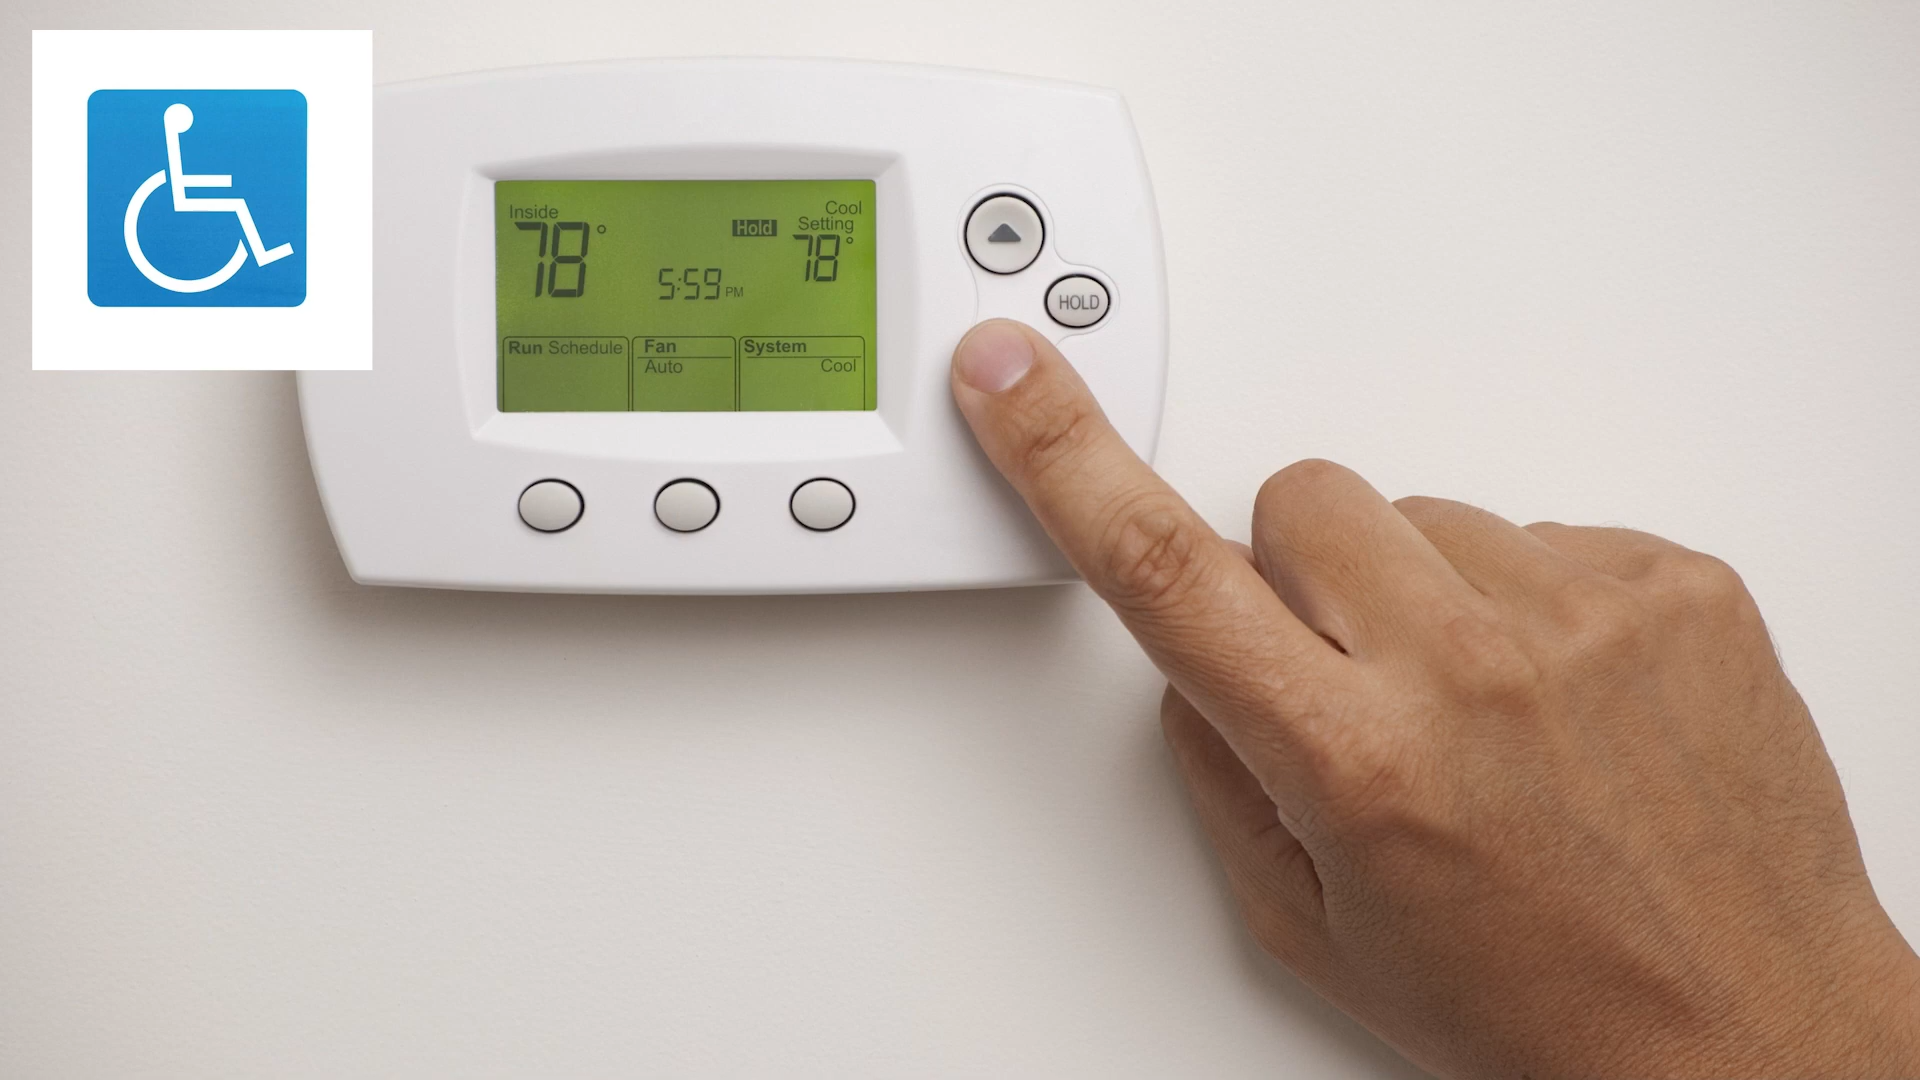 Inside
78°
Hold
Cool
Setting
78°
5:59 PM
Run Schedule
Fan
Auto
System
Cool
HOLD